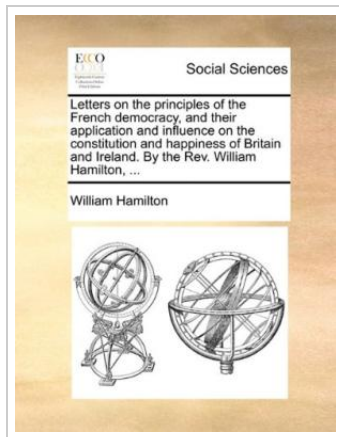 ECCO
Social Sciences
Letters on the principles of the
French democracy, and their
application and influence on the
constitution and happiness of Britain
and Ireland. By the Rev. William
Hamilton, ...
William Hamilton